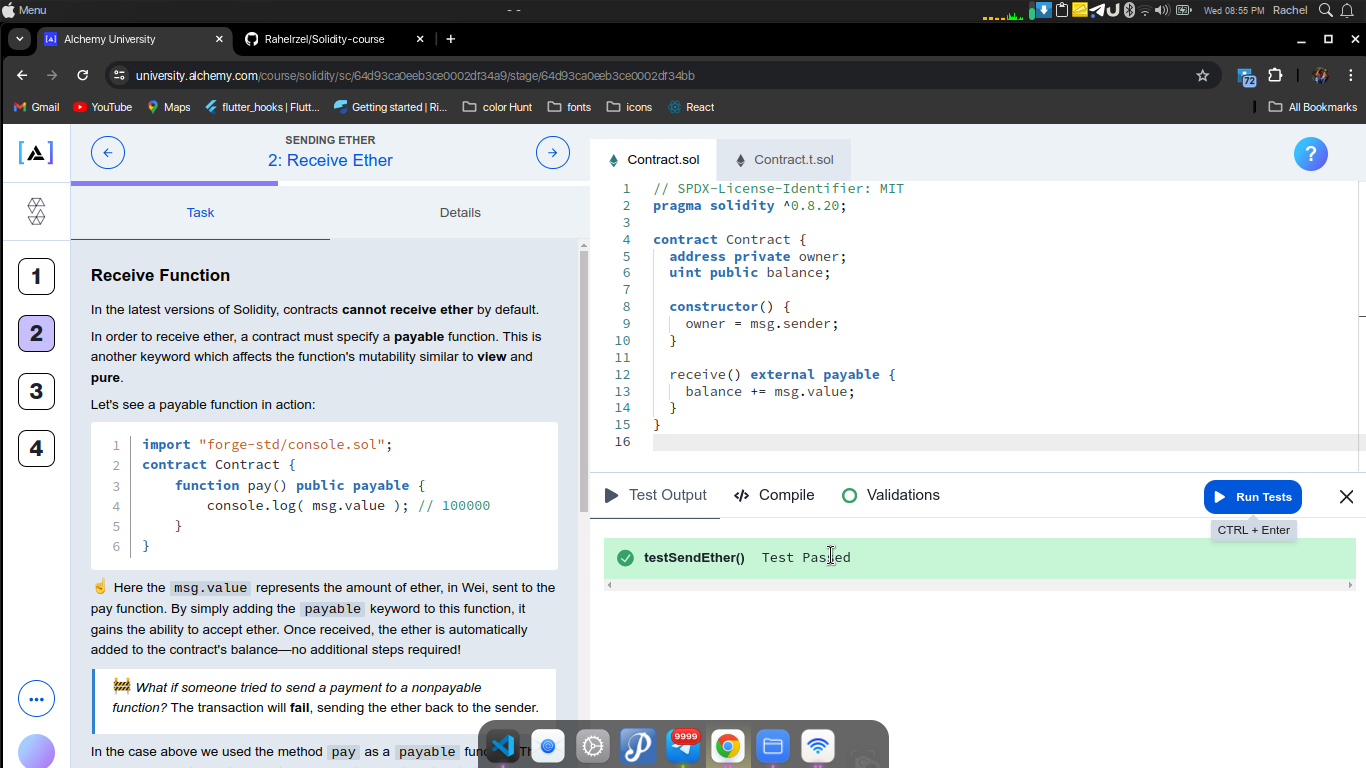 Menu
- -
Wed 08:55 PM
Rachel
Alchemy University
Rahelrzel/Solidity-course
university.alchemy.com/course/solidity/sc/64d93ca0eeb3ce0002df34a9/stage/64d93ca0eeb3ce0002df34bb
72
Gmail
YouTube
Maps
flutter_hooks | Flutt...
Getting started | Ri...
color Hunt
fonts
icons
React
All Bookmarks
SENDING ETHER
2: Receive Ether
Task
Details
1
2
3
4
Receive Function
In the latest versions of Solidity, contracts cannot receive ether by default.
In order to receive ether, a contract must specify a payable function. This is
another keyword which affects the function's mutability similar to view and
pure.
Let's see a payable function in action:
1 import "forge-std/console.sol";
2 contract Contract {
3 function pay() public payable {
4 console.log( msg.value ); // 100000
5 }
6 }
☝ Here the msg.value represents the amount of ether, in Wei, sent to the
pay function. By simply adding the payable keyword to this function, it
gains the ability to accept ether. Once received, the ether is automatically
added to the contract's balance—no additional steps required!
🚧 What if someone tried to send a payment to a nonpayable
function? The transaction will fail, sending the ether back to the sender.
In the case above we used the method pay as a payable
Contract.sol
Contract.t.sol
?
1 // SPDX-License-Identifier: MIT
2 pragma solidity ^0.8.20;
3
4 contract Contract {
5 address private owner;
6 uint public balance;
7
8 constructor() {
9 owner = msg.sender;
10 }
11
12 receive() external payable {
13 balance += msg.value;
14 }
15 }
16
Test Output
Compile
Validations
Run Tests
CTRL + Enter
testSendEther() Test Passed
9999